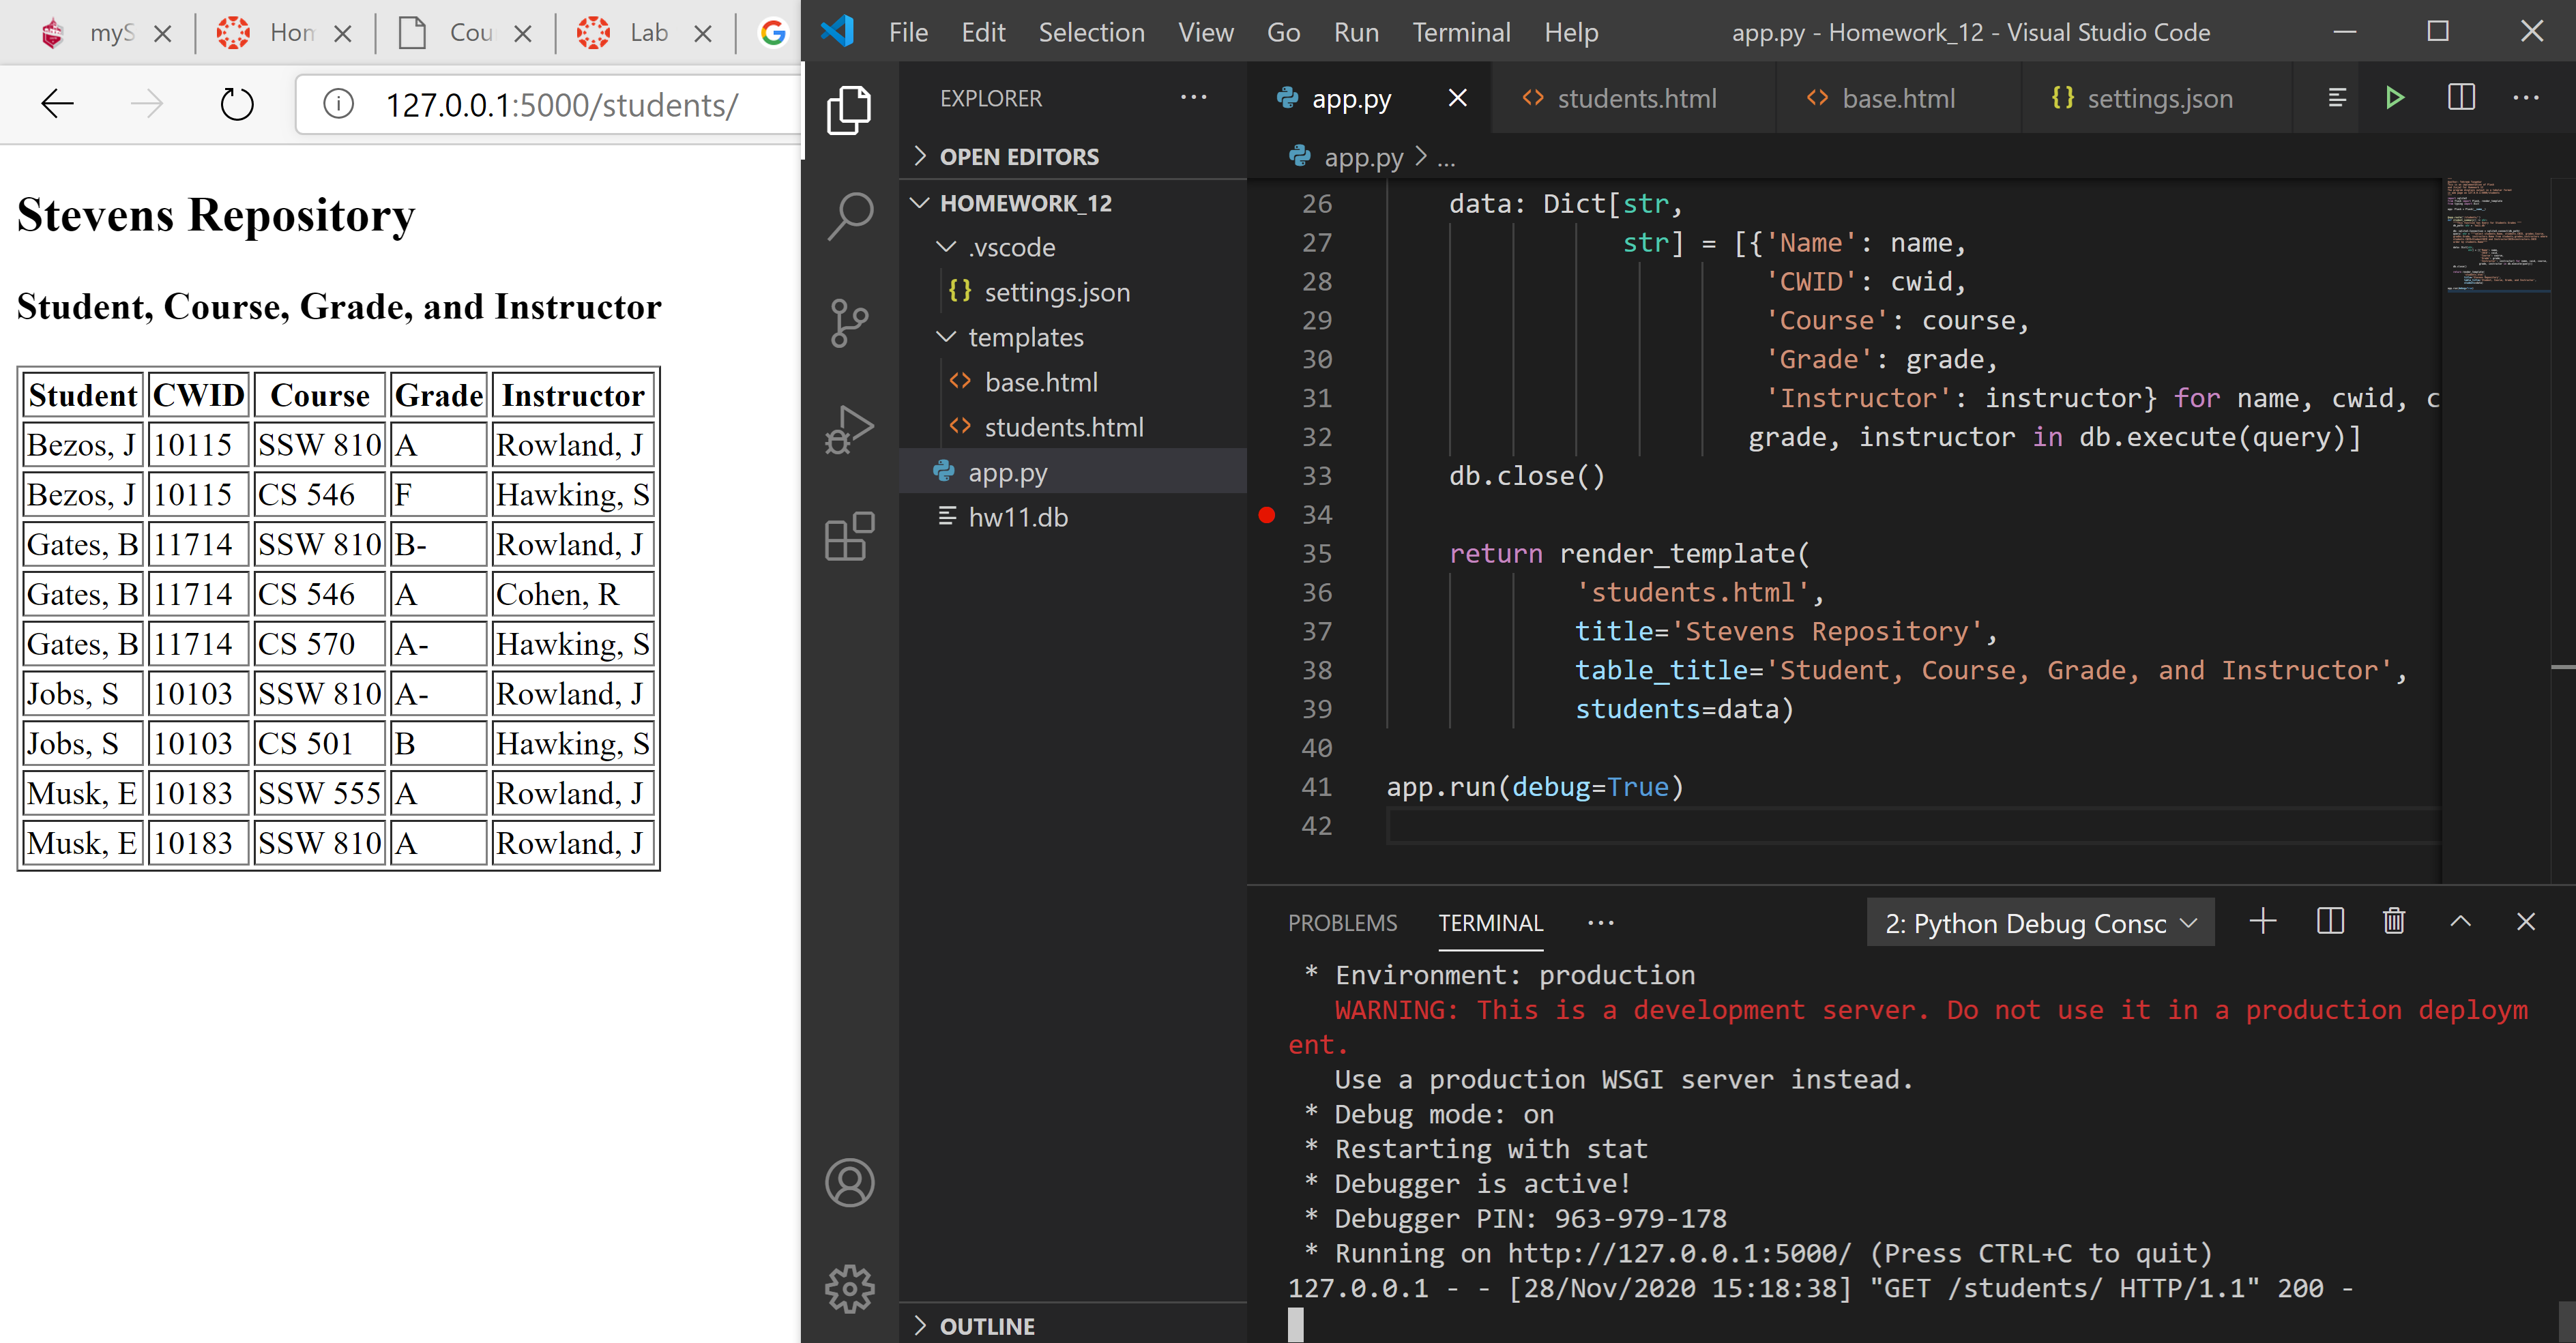 myS
Hom
Cou
Lab
127.0.0.1:5000/students/
Stevens Repository
Student, Course, Grade, and Instructor
Student CWID Course Grade Instructor
Bezos, J 10115 SSW 810 A Rowland, J
Bezos, J 10115 CS 546 F Hawking, S
Gates, B 11714 SSW 810 B- Rowland, J
Gates, B 11714 CS 546 A Cohen, R
Gates, B 11714 CS 570 A- Hawking, S
Jobs, S 10103 SSW 810 A- Rowland, J
Jobs, S 10103 CS 501 B Hawking, S
Musk, E 10183 SSW 555 A Rowland, J
Musk, E 10183 SSW 810 A Rowland, J
File Edit Selection View Go Run Terminal Help app.py - Homework_12 - Visual Studio Code
EXPLORER ...
OPEN EDITORS
HOMEWORK_12
.vscode
{} settings.json
templates
<> base.html
<> students.html
app.py
hw11.db
OUTLINE
app.py <> students.html <> base.html {} settings.json ...
app.py > ...
26 data: Dict[str,
27 str] = [{'Name': name,
28 'CWID': cwid,
29 'Course': course,
30 'Grade': grade,
31 'Instructor': instructor} for name, cwid, c
32 grade, instructor in db.execute(query)]
33 db.close()
34
35 return render_template(
36 'students.html',
37 title='Stevens Repository',
38 table_title='Student, Course, Grade, and Instructor',
39 students=data)
40
41 app.run(debug=True)
42
PROBLEMS TERMINAL ... 2: Python Debug Consc
* Environment: production
WARNING: This is a development server. Do not use it in a production deploym
ent.
Use a production WSGI server instead.
* Debug mode: on
* Restarting with stat
* Debugger is active!
* Debugger PIN: 963-979-178
* Running on http://127.0.0.1:5000/ (Press CTRL+C to quit)
127.0.0.1 - - [28/Nov/2020 15:18:38] "GET /students/ HTTP/1.1" 200 -